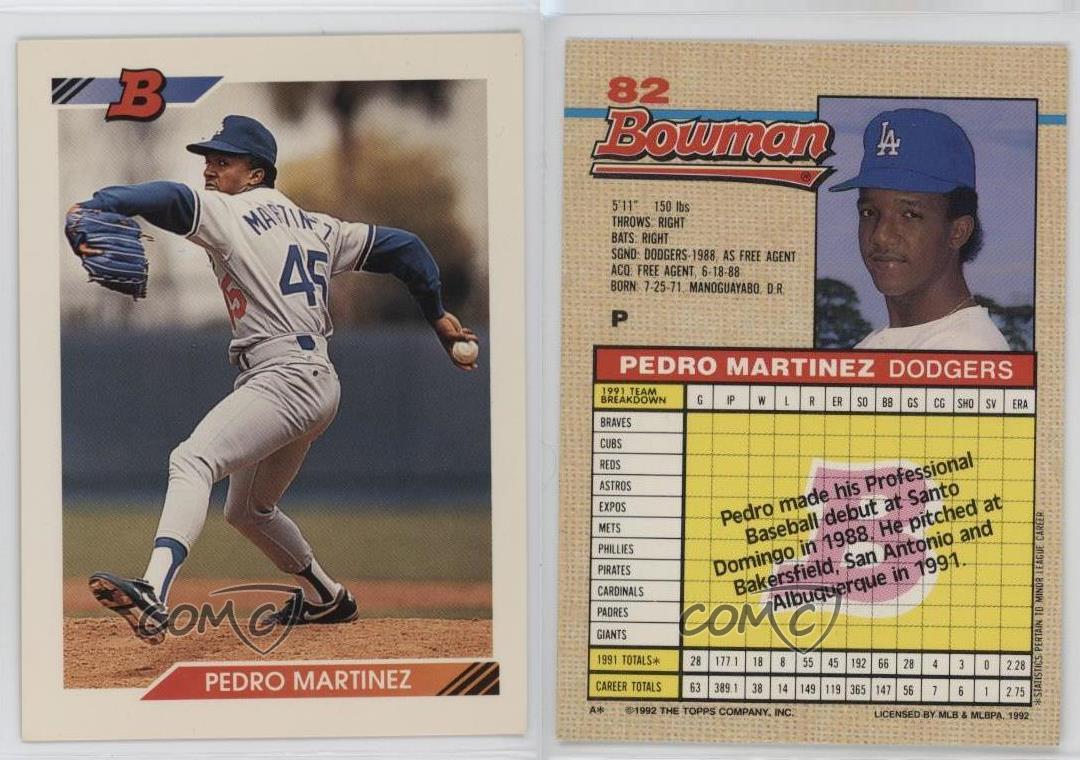 B
MARTIN
45
45
COMC
PEDRO MARTINEZ
82
Bowman
®
LA
5'11" 150 lbs
THROWS: RIGHT
BATS: RIGHT
SGND: DODGERS-1988, AS FREE AGENT
ACQ: FREE AGENT, 6-18-88
BORN: 7-25-71, MANOGUAYABO, D.R.
P
PEDRO MARTINEZ DODGERS
1991 TEAM BREAKDOWN G IP W L R ER SO BB GS CG SHO SV ERA
BRAVES
CUBS
REDS
ASTROS
EXPOS
METS
PHILLIES
PIRATES
CARDINALS
PADRES
GIANTS
B
Pedro made his Professional
Baseball debut at Santo
Domingo in 1988. He pitched at
Bakersfield, San Antonio and
Albuquerque in 1991.
COMC
1991 TOTALS* 28 177.1 18 8 55 45 192 66 28 4 3 0 2.28
CAREER TOTALS 63 389.1 38 14 149 119 365 147 56 7 6 1 2.75
*STATISTICS PERTAIN TO MINOR LEAGUE CAREER
A* ©1992 THE TOPPS COMPANY, INC. LICENSED BY MLB & MLBPA, 1992